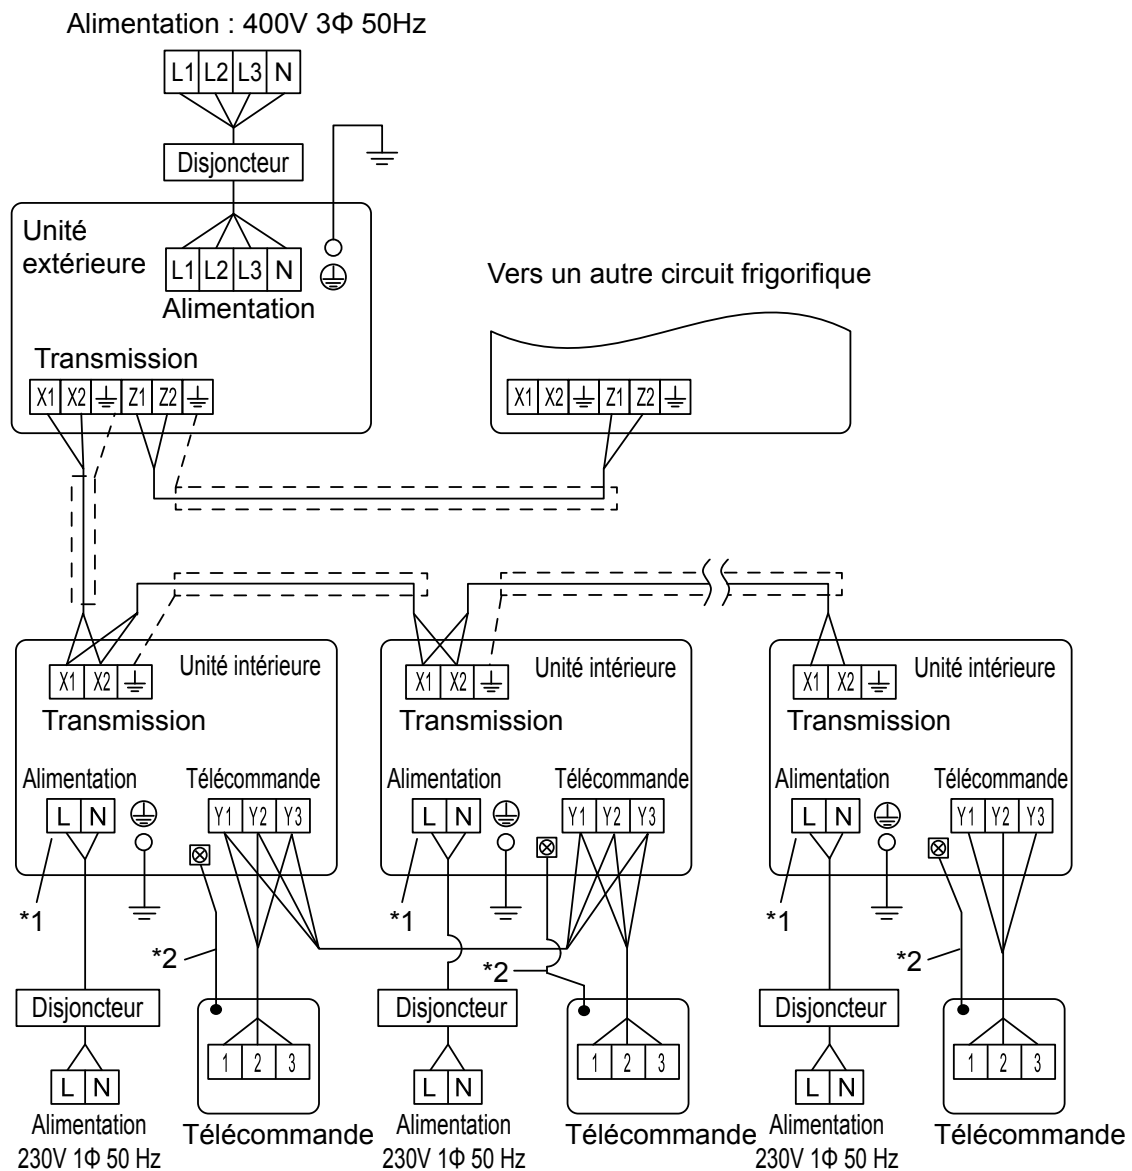 Alimentation : 400V 3Φ 50Hz
L1 L2 L3 N
Disjoncteur
Unité
extérieure
L1 L2 L3 N
Alimentation
Vers un autre circuit frigorifique
Transmission
X1 X2 Z1 Z2
X1 X2 Z1 Z2
Unité intérieure
X1 X2
Transmission
Alimentation
Télécommande
L N
Y1 Y2 Y3
*1
*2
Disjoncteur
L N
Alimentation
230V 1Φ 50 Hz
1 2 3
Télécommande
Unité intérieure
X1 X2
Transmission
Alimentation
Télécommande
L N
Y1 Y2 Y3
*1
*2
Disjoncteur
L N
Alimentation
230V 1Φ 50 Hz
1 2 3
Télécommande
Unité intérieure
X1 X2
Transmission
Alimentation
Télécommande
L N
Y1 Y2 Y3
*1
*2
Disjoncteur
L N
Alimentation
230V 1Φ 50 Hz
1 2 3
Télécommande